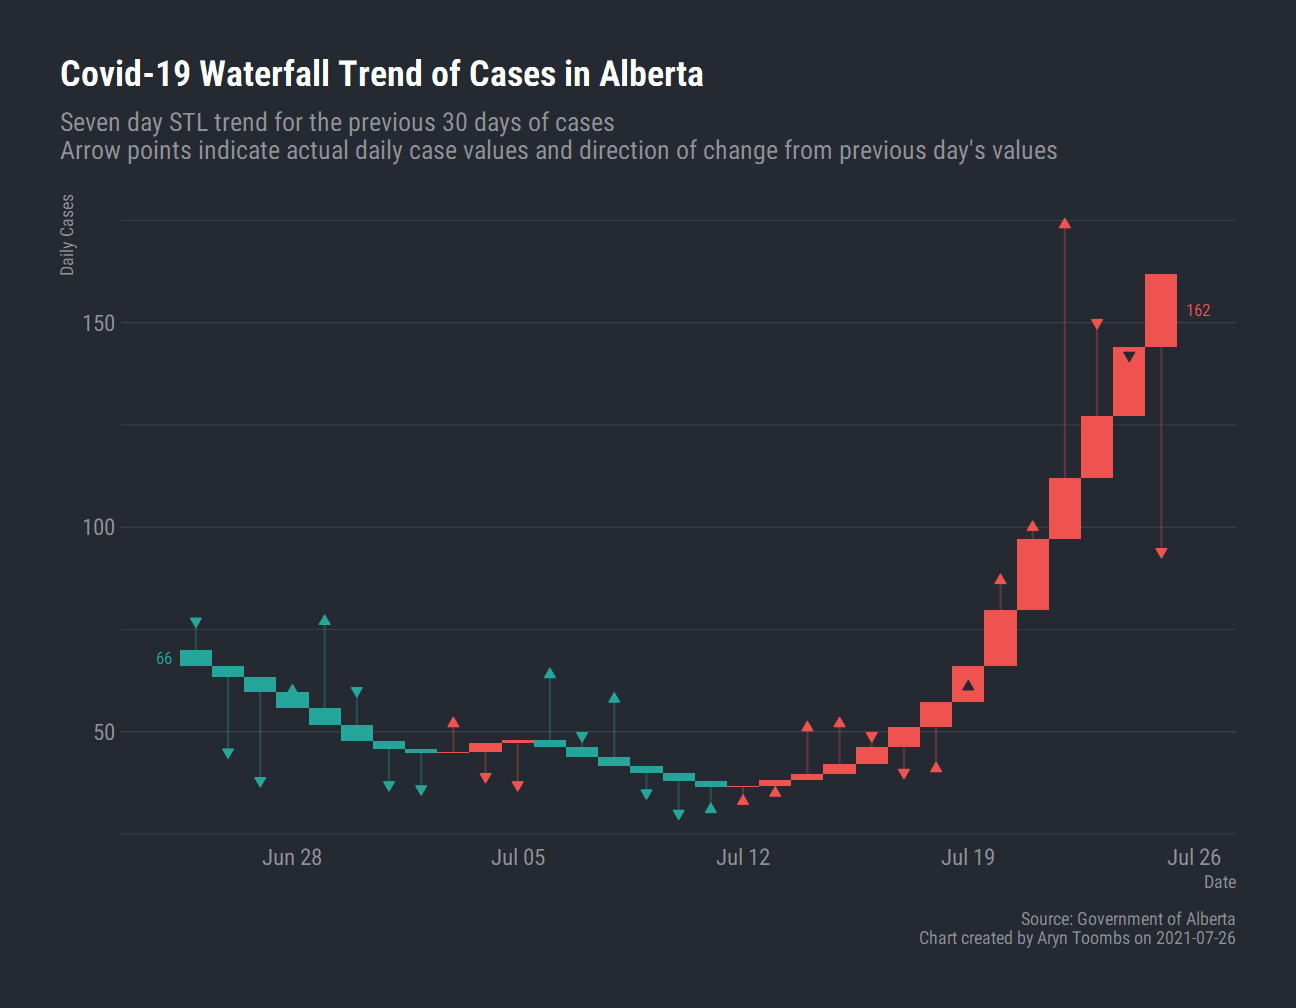 Covid-19 Waterfall Trend of Cases in Alberta
Seven day STL trend for the previous 30 days of cases
Arrow points indicate actual daily case values and direction of change from previous day's values
Daily Cases
150
100
50
66
162
Jun 28
Jul 05
Jul 12
Jul 19
Jul 26
Date
Source: Government of Alberta
Chart created by Aryn Toombs on 2021-07-26